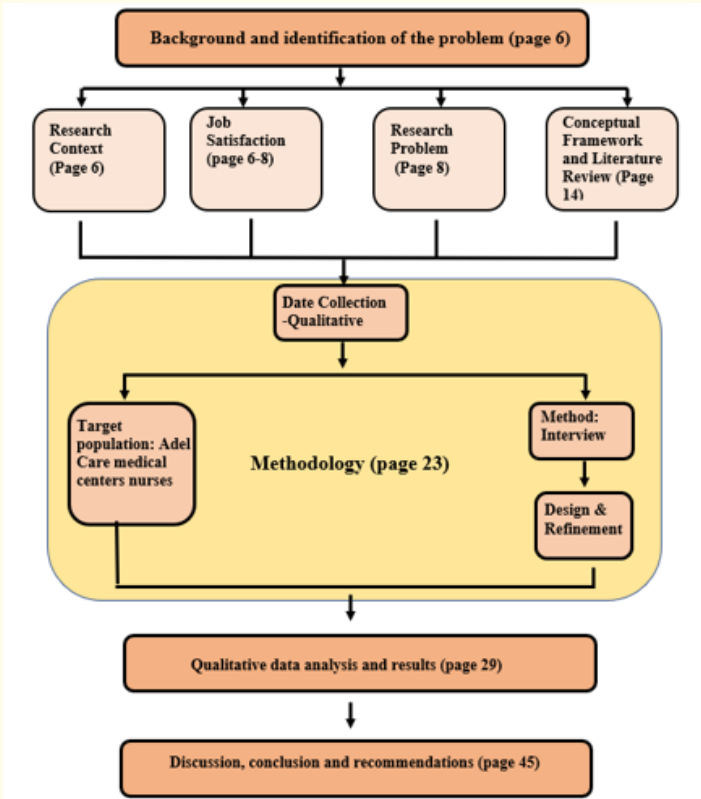 Background and identification of the problem (page 6)
Research
Context
(Page 6)
Job
Satisfaction
(page 6-8)
Research
Problem
(Page 8)
Conceptual
Framework
and Literature
Review (Page
14)
Date Collection
-Qualitative
Target
population: Adel
Care medical
centers nurses
Methodology (page 23)
Method:
Interview
Design &
Refinement
Qualitative data analysis and results (page 29)
Discussion, conclusion and recommendations (page 45)